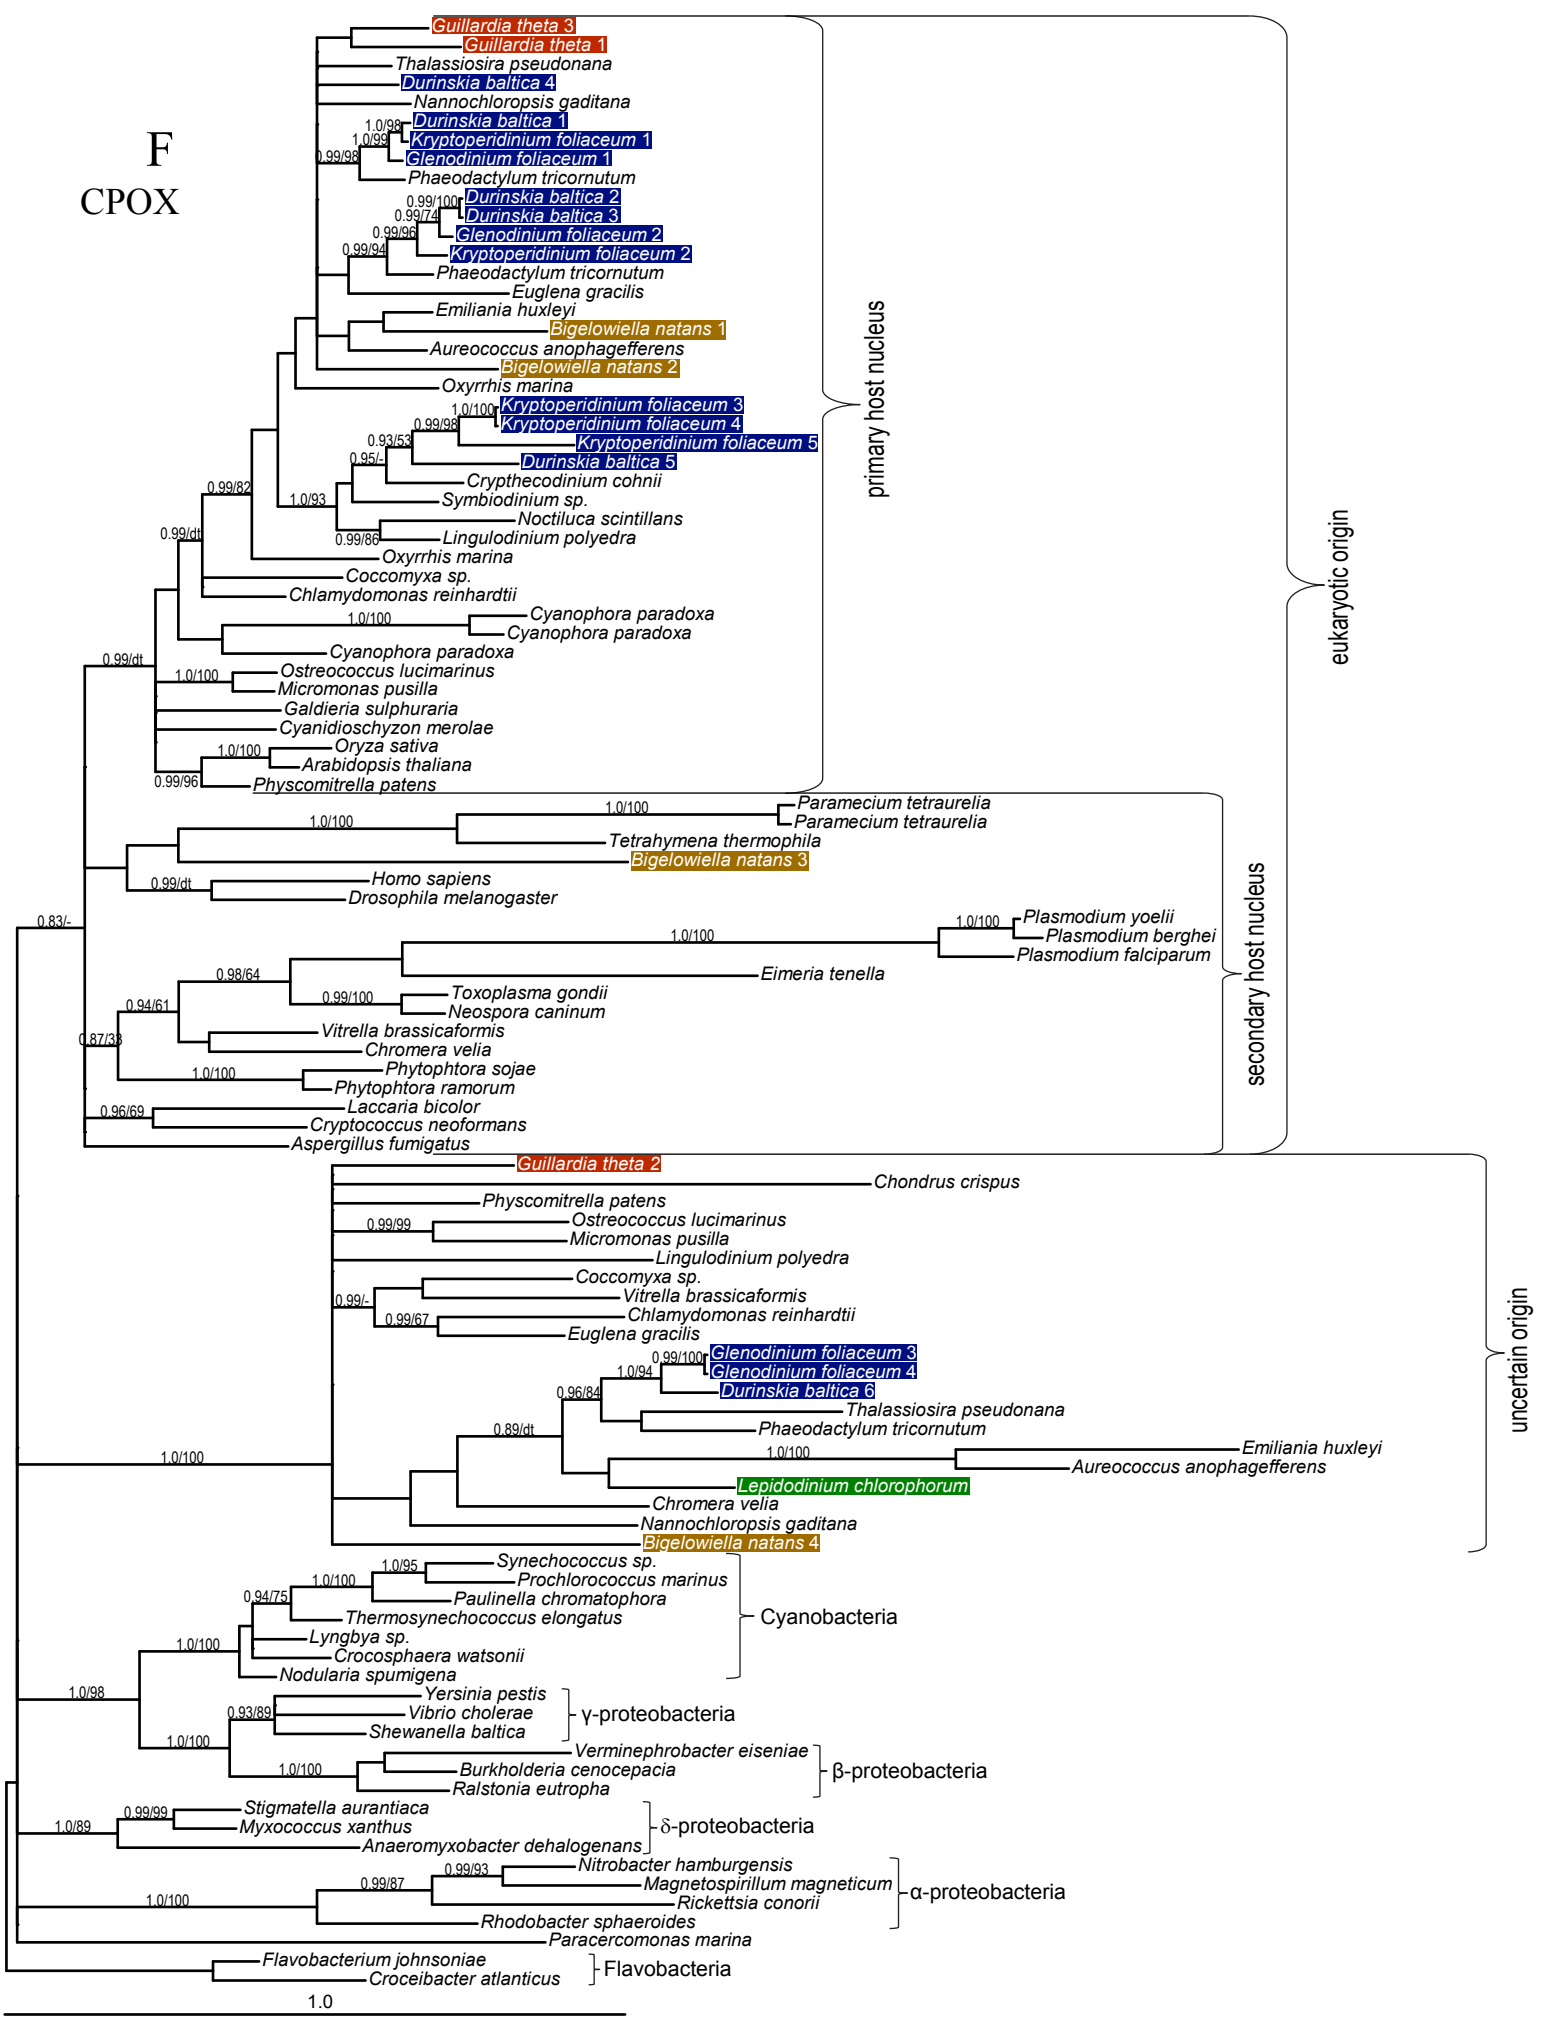 Guillardia theta 3
Guillardia theta 1
Thalassiosira pseudonana
Durinskia baltica 4
Nannochloropsis gaditana
F
CPOX
1.0/98
Durinskia baltica 1
1.0/99
Kryptoperidinium foliaceum 1
0.99/98
Glenodinium foliaceum 1
Phaeodactylum tricornutum
0.99/100
Durinskia baltica 2
0.99/74
Durinskia baltica 3
0.99/96
Glenodinium foliaceum 2
0.99/94
Kryptoperidinium foliaceum 2
Phaeodactylum tricornutum
Euglena gracilis
Emiliania huxleyi
Bigelowiella natans 1
Aureococcus anophagefferens
Bigelowiella natans 2
Oxyrrhis marina
primary host nucleus
1.0/100
Kryptoperidinium foliaceum 3
0.99/98
Kryptoperidinium foliaceum 4
0.93/53
Kryptoperidinium foliaceum 5
0.95/-
Durinskia baltica 5
Crypthecodinium cohnii
0.99/82
1.0/93
Symbiodinium sp.
Noctiluca scintillans
0.99/86
Lingulodinium polyedra
0.99/dt
Oxyrrhis marina
Coccomyxa sp.
Chlamydomonas reinhardtii
eukaryotic origin
1.0/100
Cyanophora paradoxa
Cyanophora paradoxa
Cyanophora paradoxa
0.99/dt
1.0/100
Ostreococcus lucimarinus
Micromonas pusilla
Galdieria sulphuraria
Cyanidioschyzon merolae
1.0/100
Oryza sativa
Arabidopsis thaliana
0.99/96
Physcomitrella patens
1.0/100
Paramecium tetraurelia
1.0/100
Paramecium tetraurelia
Tetrahymena thermophila
Bigelowiella natans 3
0.99/dt
Homo sapiens
Drosophila melanogaster
secondary host nucleus
0.83/-
1.0/100
Plasmodium yoelii
1.0/100
Plasmodium berghei
Plasmodium falciparum
0.98/64
Eimeria tenella
0.99/100
Toxoplasma gondii
0.94/61
Neospora caninum
Vitrella brassicaformis
0.87/33
Chromera velia
1.0/100
Phytophtora sojae
Phytophtora ramorum
0.96/69
Laccaria bicolor
Cryptococcus neoformans
Aspergillus fumigatus
Guillardia theta 2
Chondrus crispus
Physcomitrella patens
0.99/99
Ostreococcus lucimarinus
Micromonas pusilla
Lingulodinium polyedra
Coccomyxa sp.
0.99/-
Vitrella brassicaformis
0.99/67
Chlamydomonas reinhardtii
Euglena gracilis
uncertain origin
0.99/100
Glenodinium foliaceum 3
1.0/94
Glenodinium foliaceum 4
0.96/84
Durinskia baltica 6
Thalassiosira pseudonana
0.89/dt
Phaeodactylum tricornutum
1.0/100
1.0/100
Emiliania huxleyi
Aureococcus anophagefferens
Lepidodinium chlorophorum
Chromera velia
Nannochloropsis gaditana
Bigelowiella natans 4
1.0/95
Synechococcus sp.
1.0/100
Prochlorococcus marinus
0.94/75
Paulinella chromatophora
Thermosynechococcus elongatus
Cyanobacteria
1.0/100
Lyngbya sp.
Crocosphaera watsonii
Nodularia spumigena
1.0/98
Yersinia pestis
0.93/89
Vibrio cholerae
γ-proteobacteria
1.0/100
Shewanella baltica
Verminephrobacter eiseniae
1.0/100
Burkholderia cenocepacia
β-proteobacteria
Ralstonia eutropha
0.99/99
Stigmatella aurantiaca
1.0/89
Myxococcus xanthus
δ-proteobacteria
Anaeromyxobacter dehalogenans
0.99/93
Nitrobacter hamburgensis
0.99/87
Magnetospirillum magneticum
α-proteobacteria
1.0/100
Rickettsia conorii
Rhodobacter sphaeroides
Paracercomonas marina
Flavobacterium johnsoniae
Flavobacteria
Croceibacter atlanticus
1.0